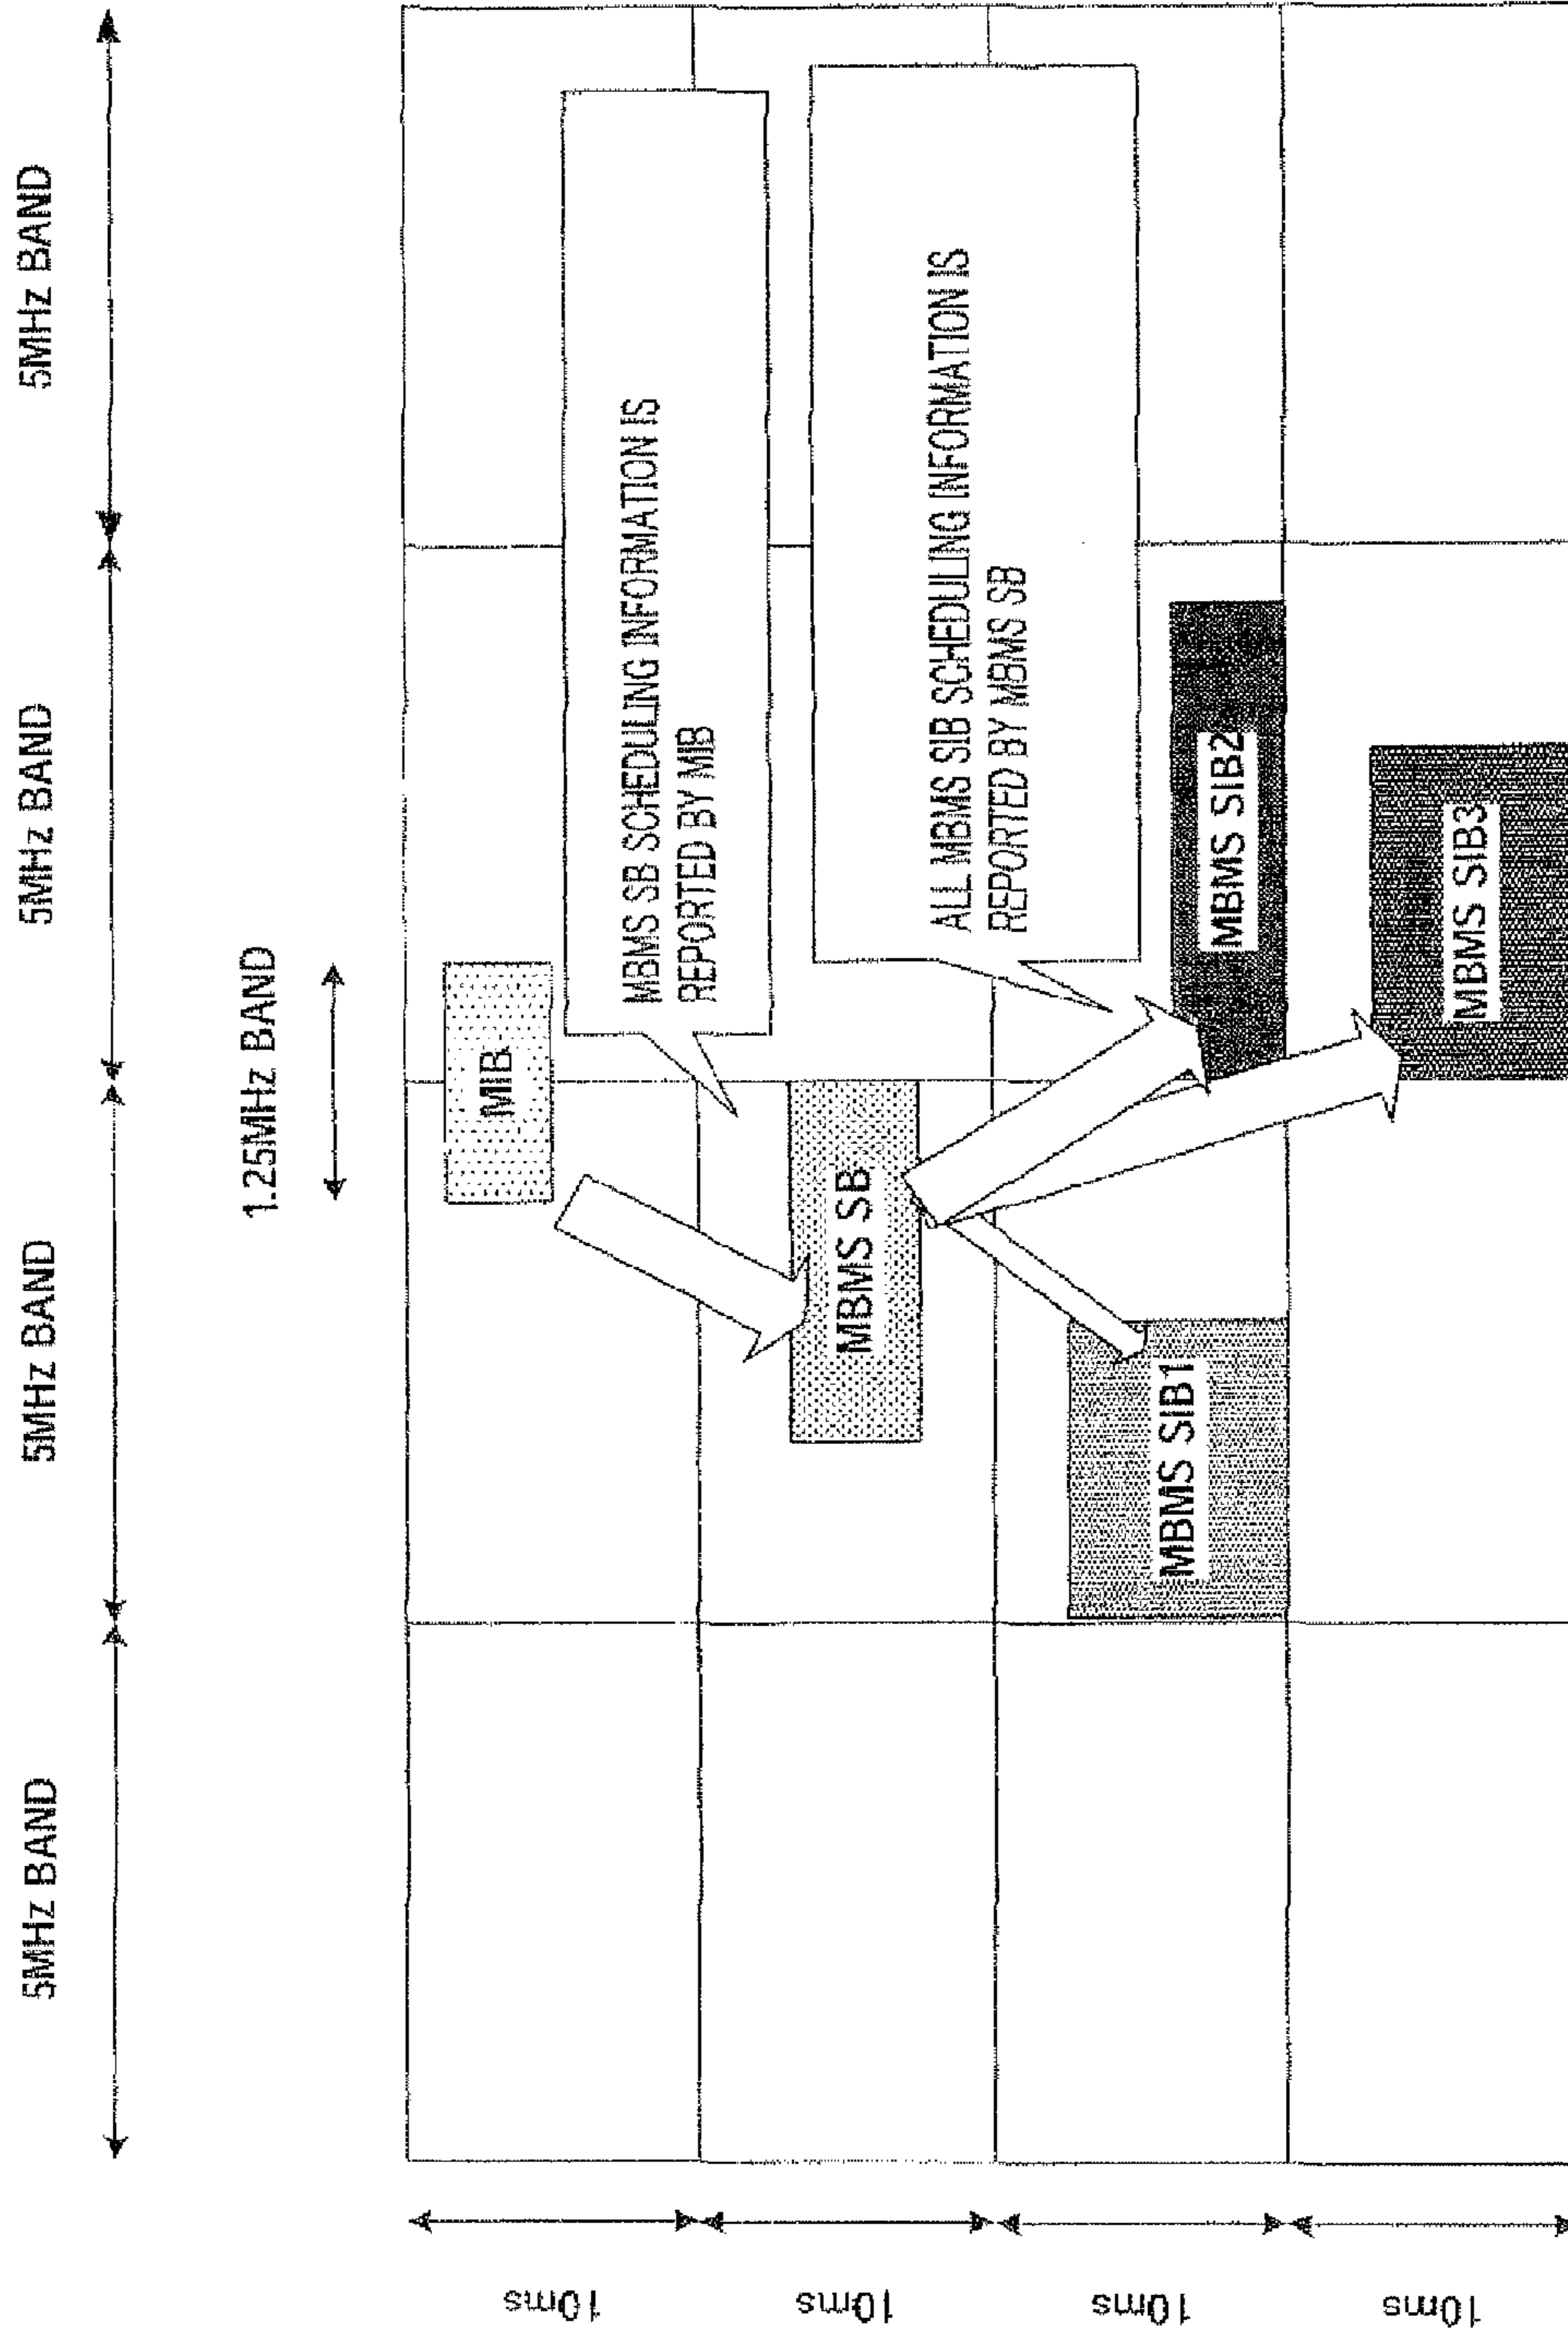 5MHz BAND
5MHz BAND
5MHz BAND
5MHz BAND
1.25MHz BAND
10ms
MIB
MBMS SB SCHEDULING INFORMATION IS
REPORTED BY MIB
10ms
MBMS SB
ALL MBMS SIB SCHEDULING INFORMATION IS
REPORTED BY MBMS SB
10ms
MBMS SIB1
MBMS SIB2
10ms
MBMS SIB3